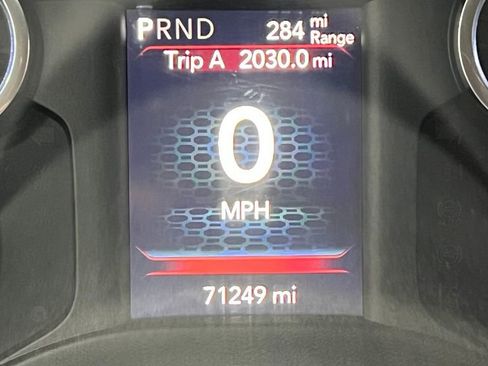 PRND 284 mi Range
Trip A 2030.0 mi
0
MPH
71249 mi